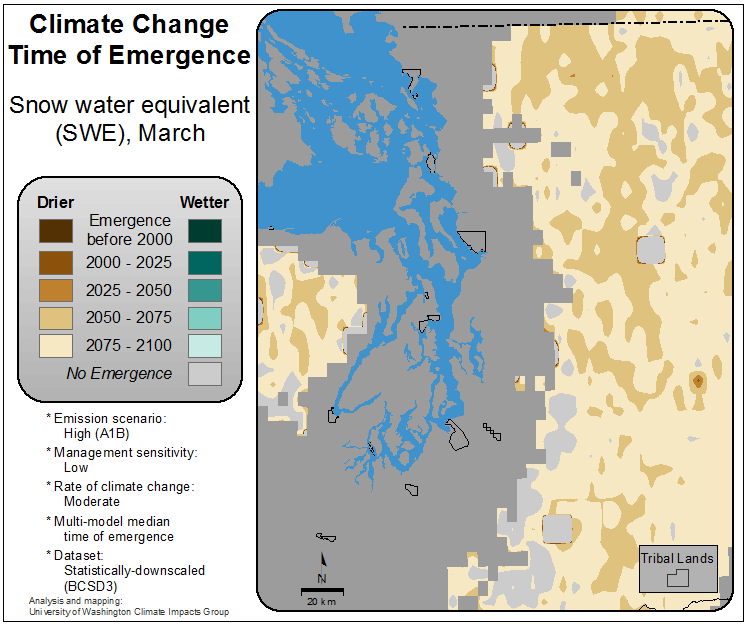 Climate Change
Time of Emergence
Snow water equivalent
(SWE), March
Drier Wetter
Emergence
before 2000
2000 - 2025
2025 - 2050
2050 - 2075
2075 - 2100
No Emergence
* Emission scenario:
High (A1B)
* Management sensitivity:
Low
* Rate of climate change:
Moderate
* Multi-model median
time of emergence
* Dataset:
Statistically-downscaled
(BCSD3)
Analysis and mapping:
University of Washington Climate Impacts Group
N
20 km
Tribal Lands